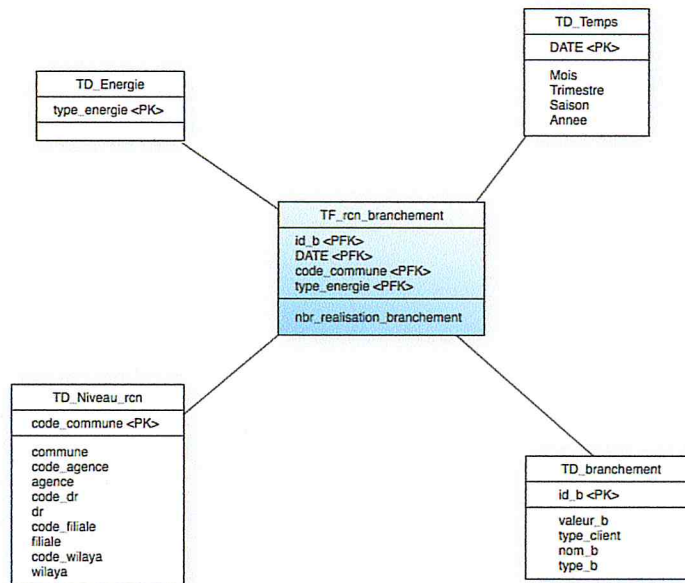 TD_Temps
DATE <PK>
Mois
Trimestre
Saison
Annee
TD_Energie
type_energie <PK>
TF_rcn_branchement
id_b <PFK>
DATE <PFK>
code_commune <PFK>
type_energie <PFK>
nbr_realisation_branchement
TD_Niveau_rcn
code_commune <PK>
commune
code_agence
agence
code_dr
dr
code_filiale
filiale
code_wilaya
wilaya
TD_branchement
id_b <PK>
valeur_b
type_client
nom_b
type_b